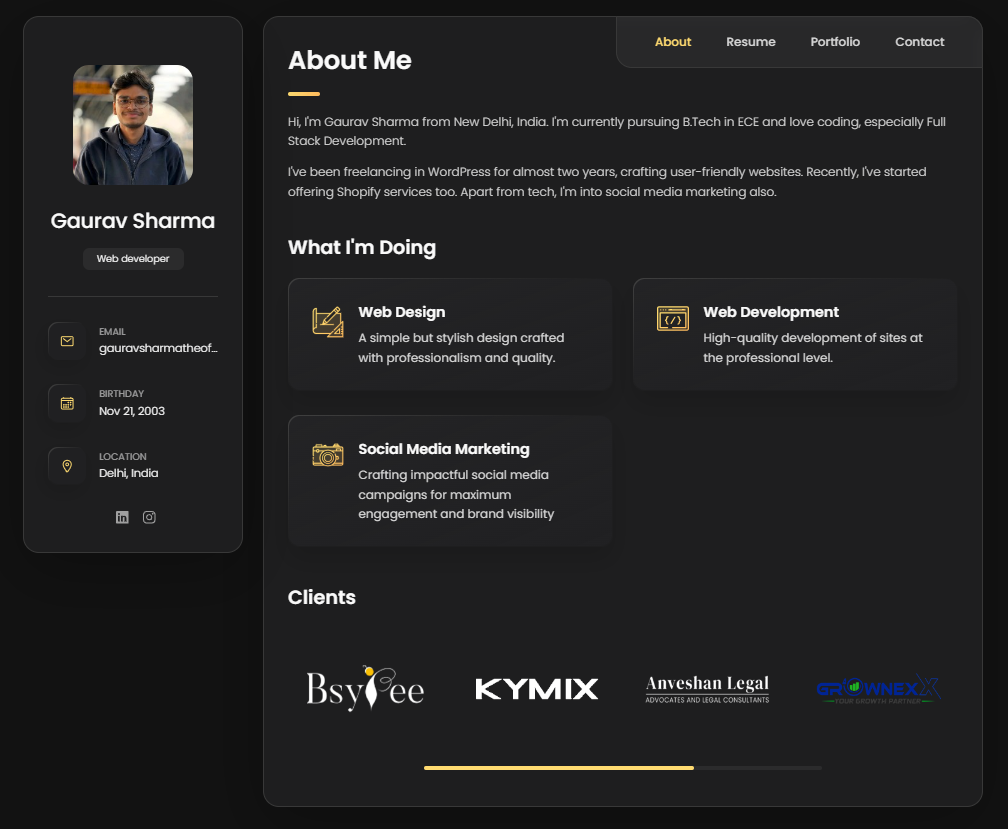 Gaurav Sharma
Web developer
EMAIL
gauravsharmatheof...
BIRTHDAY
Nov 21, 2003
LOCATION
Delhi, India
About
Resume
Portfolio
Contact
About Me
Hi, I'm Gaurav Sharma from New Delhi, India. I'm currently pursuing B.Tech in ECE and love coding, especially Full
Stack Development.
I've been freelancing in WordPress for almost two years, crafting user-friendly websites. Recently, I've started
offering Shopify services too. Apart from tech, I'm into social media marketing also.
What I'm Doing
Web Design
A simple but stylish design crafted
with professionalism and quality.
Web Development
High-quality development of sites at
the professional level.
Social Media Marketing
Crafting impactful social media
campaigns for maximum
engagement and brand visibility
Clients
BsyBee
KYMIX
Anveshan Legal
ADVOCATES AND LEGAL CONSULTANTS
GROWNEXX
YOUR GROWTH PARTNER